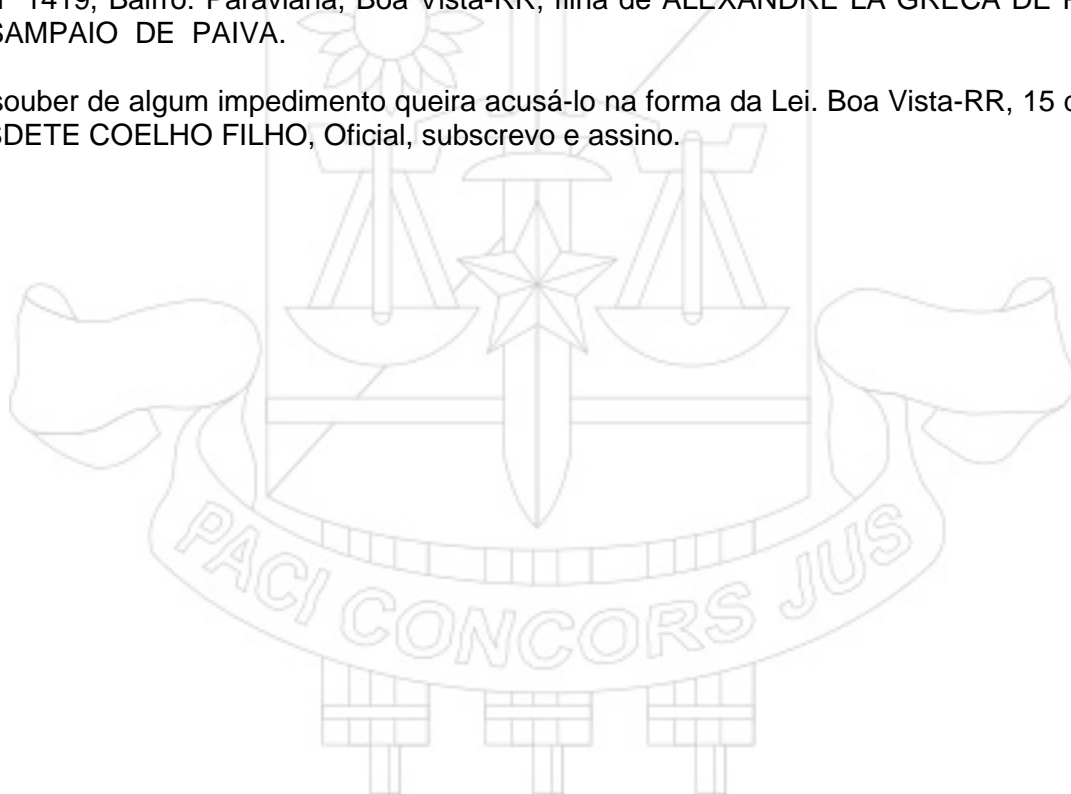 1419, Bairro: Paraviana, Boa Vista-RR, filha de ALEXANDRE LA GRECA DE
SAMPAIO DE PAIVA.
souber de algum impedimento queira acusá-lo na forma da Lei. Boa Vista-RR, 15
COELHO FILHO, Oficial, subscrevo e assino.
PACI CONCORS JUS